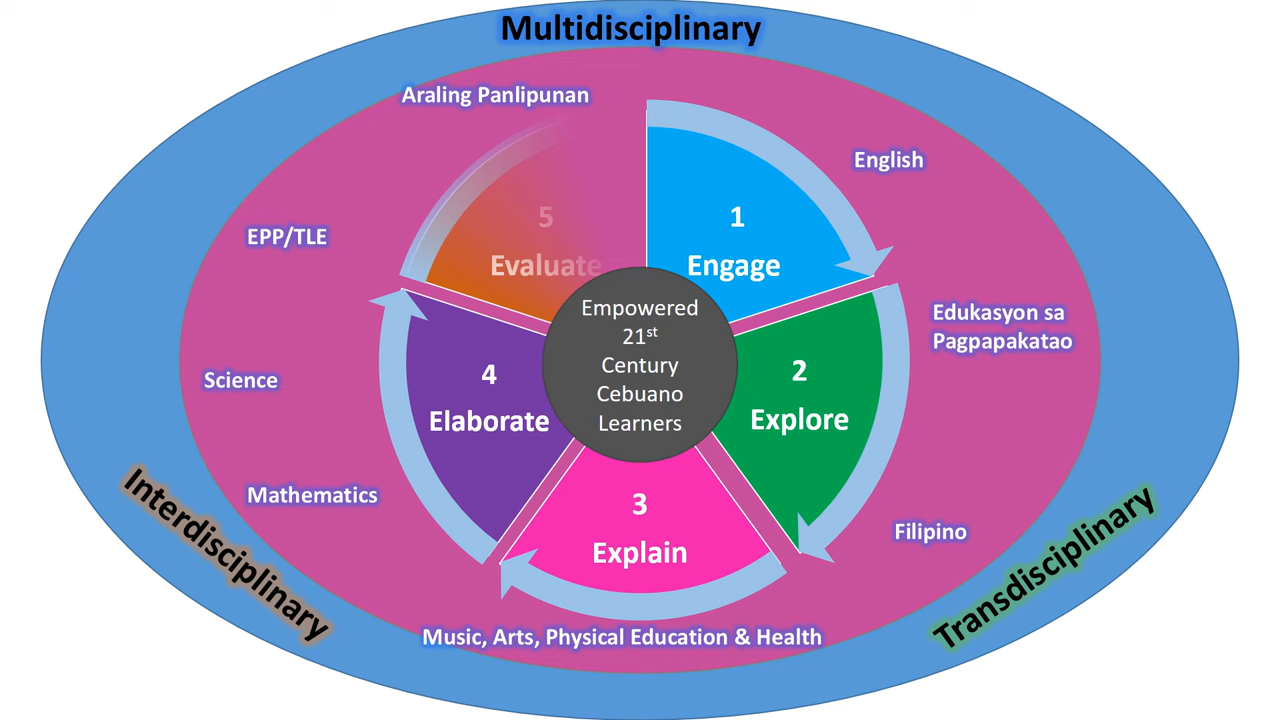 Multidisciplinary
Araling Panlipunan
English
EPP/TLE
5
Evaluate
1
Engage
Edukasyon sa
Pagpapakatao
Empowered
21st
Century
Cebuano
Learners
Science
4
Elaborate
2
Explore
Mathematics
3
Explain
Filipino
Interdisciplinary
Transdisciplinary
Music, Arts, Physical Education & Health